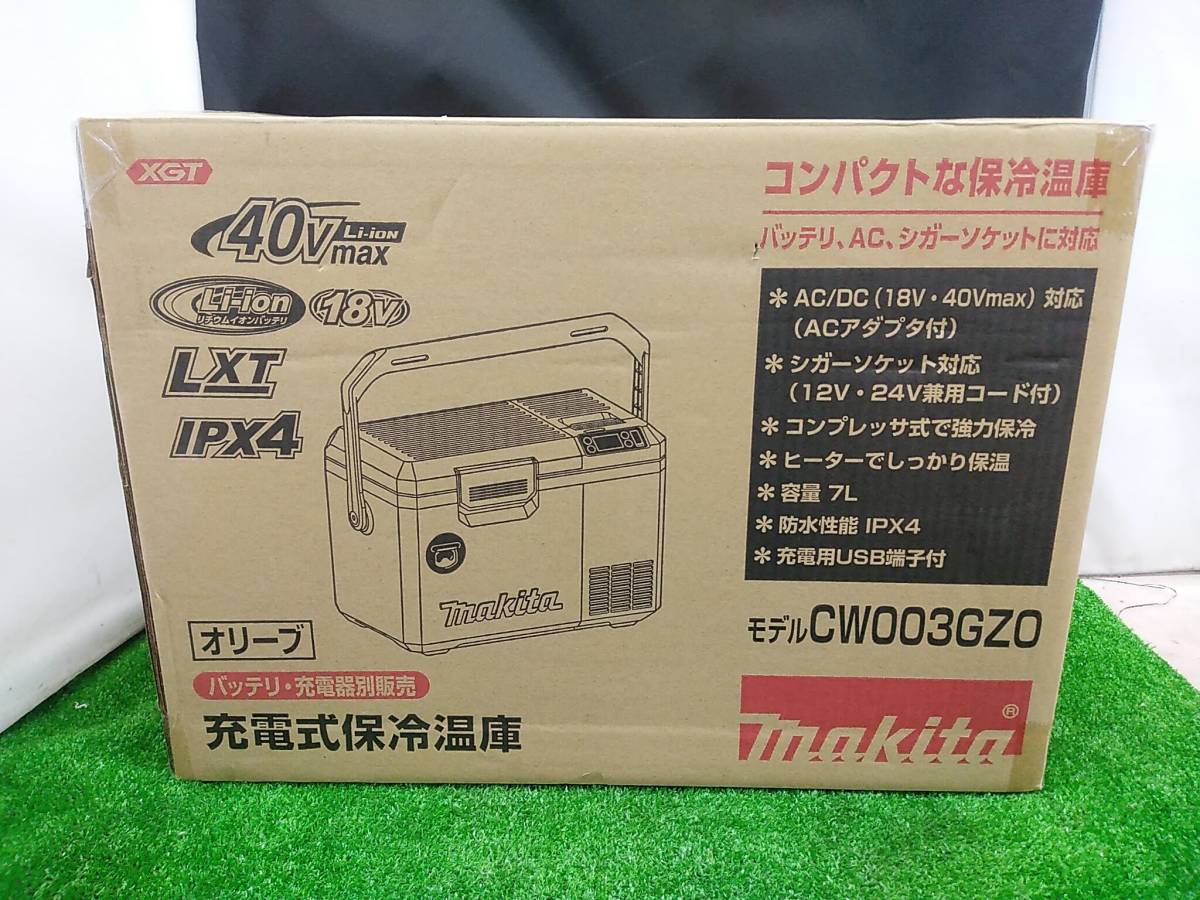 XGT
40Vmax Li-ion
Li-ion 18V
リチウムイオンバッテリ
LXT
IPX4
makita
オリーブ
バッテリ・充電器別販売
充電式保冷温庫
コンパクトな保冷温庫
バッテリ、AC、シガーソケットに対応
＊AC/DC（18V・40Vmax）対応
（ACアダプタ付）
＊シガーソケット対応
（12V・24V兼用コード付）
＊コンプレッサ式で強力保冷
＊ヒーターでしっかり保温
＊容量 7L
＊防水性能 IPX4
＊充電用USB端子付
モデルCW003GZO
makita®